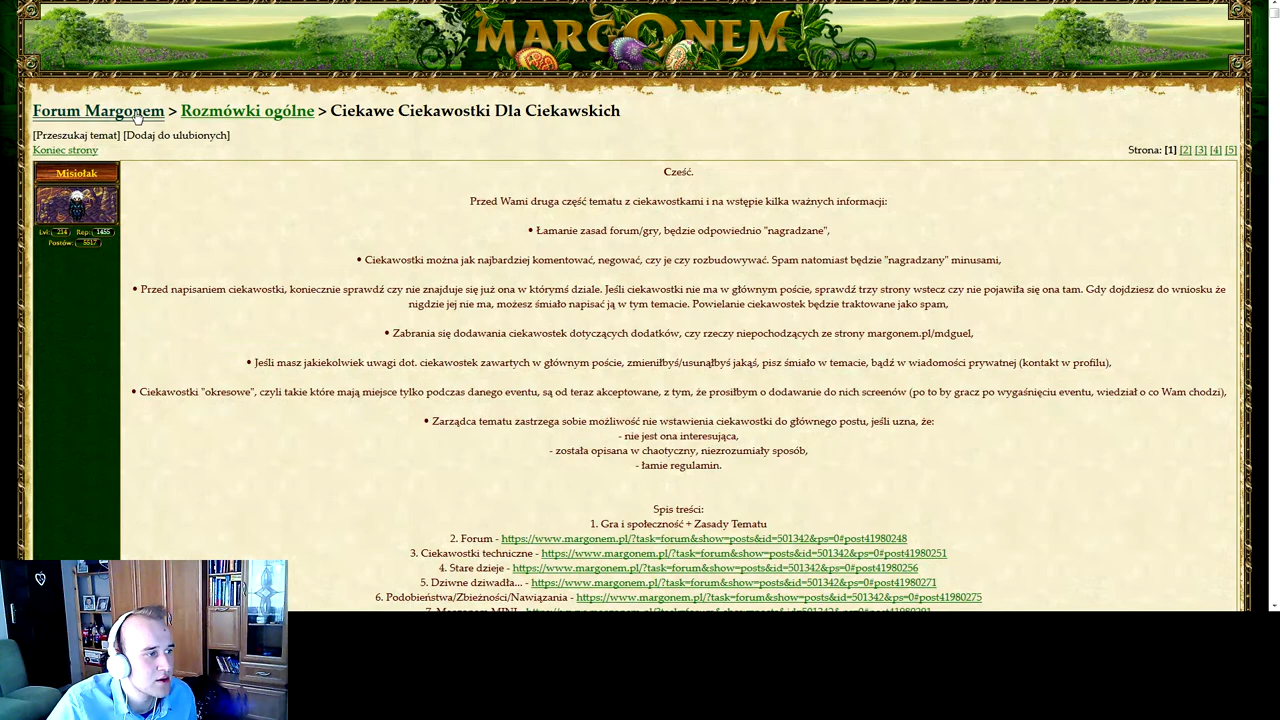 MARGONEM
Forum Margonem > Rozmówki ogólne > Ciekawe Ciekawostki Dla Ciekawskich
[Przeszukaj temat] [Dodaj do ulubionych]
Koniec strony
Strona: [1] [2] [3] [4] [5]
Misiołak
Lvl: 214 Rep: 1455
Postów: 5517
Cześć.
Przed Wami druga część tematu z ciekawostkami i na wstępie kilka ważnych informacji:
• Łamanie zasad forum/gry, będzie odpowiednio "nagradzane",
• Ciekawostki można jak najbardziej komentować, negować, czy je czy rozbudowywać. Spam natomiast będzie "nagradzany" minusami,
• Przed napisaniem ciekawostki, koniecznie sprawdź czy nie znajduje się już ona w którymś dziale. Jeśli ciekawostki nie ma w głównym poście, sprawdź trzy strony wstecz czy nie pojawiła się ona tam. Gdy dojdziesz do wniosku że
nigdzie jej nie ma, możesz śmiało napisać ją w tym temacie. Powielanie ciekawostek będzie traktowane jako spam,
• Zabrania się dodawania ciekawostek dotyczących dodatków, czy rzeczy niepochodzących ze strony margonem.pl/mdguel,
• Jeśli masz jakiekolwiek uwagi dot. ciekawostek zawartych w głównym poście, zmieniłbyś/usunąłbyś jakąś, pisz śmiało w temacie, bądź w wiadomości prywatnej (kontakt w profilu),
• Ciekawostki "okresowe", czyli takie które mają miejsce tylko podczas danego eventu, są od teraz akceptowane, z tym, że prosiłbym o dodawanie do nich screenów (po to by gracz po wygaśnięciu eventu, wiedział o co Wam chodzi),
• Zarządca tematu zastrzega sobie możliwość nie wstawienia ciekawostki do głównego postu, jeśli uzna, że:
- nie jest ona interesująca,
- została opisana w chaotyczny, niezrozumiały sposób,
- łamie regulamin.
Spis treści:
1. Gra i społeczność + Zasady Tematu
2. Forum - https://www.margonem.pl/?task=forum&show=posts&id=501342&ps=0#post41980248
3. Ciekawostki techniczne - https://www.margonem.pl/?task=forum&show=posts&id=501342&ps=0#post41980251
4. Stare dzieje - https://www.margonem.pl/?task=forum&show=posts&id=501342&ps=0#post41980256
5. Dziwne dziwadła... - https://www.margonem.pl/?task=forum&show=posts&id=501342&ps=0#post41980271
6. Podobieństwa/Zbieżności/Nawiązania - https://www.margonem.pl/?task=forum&show=posts&id=501342&ps=0#post41980275